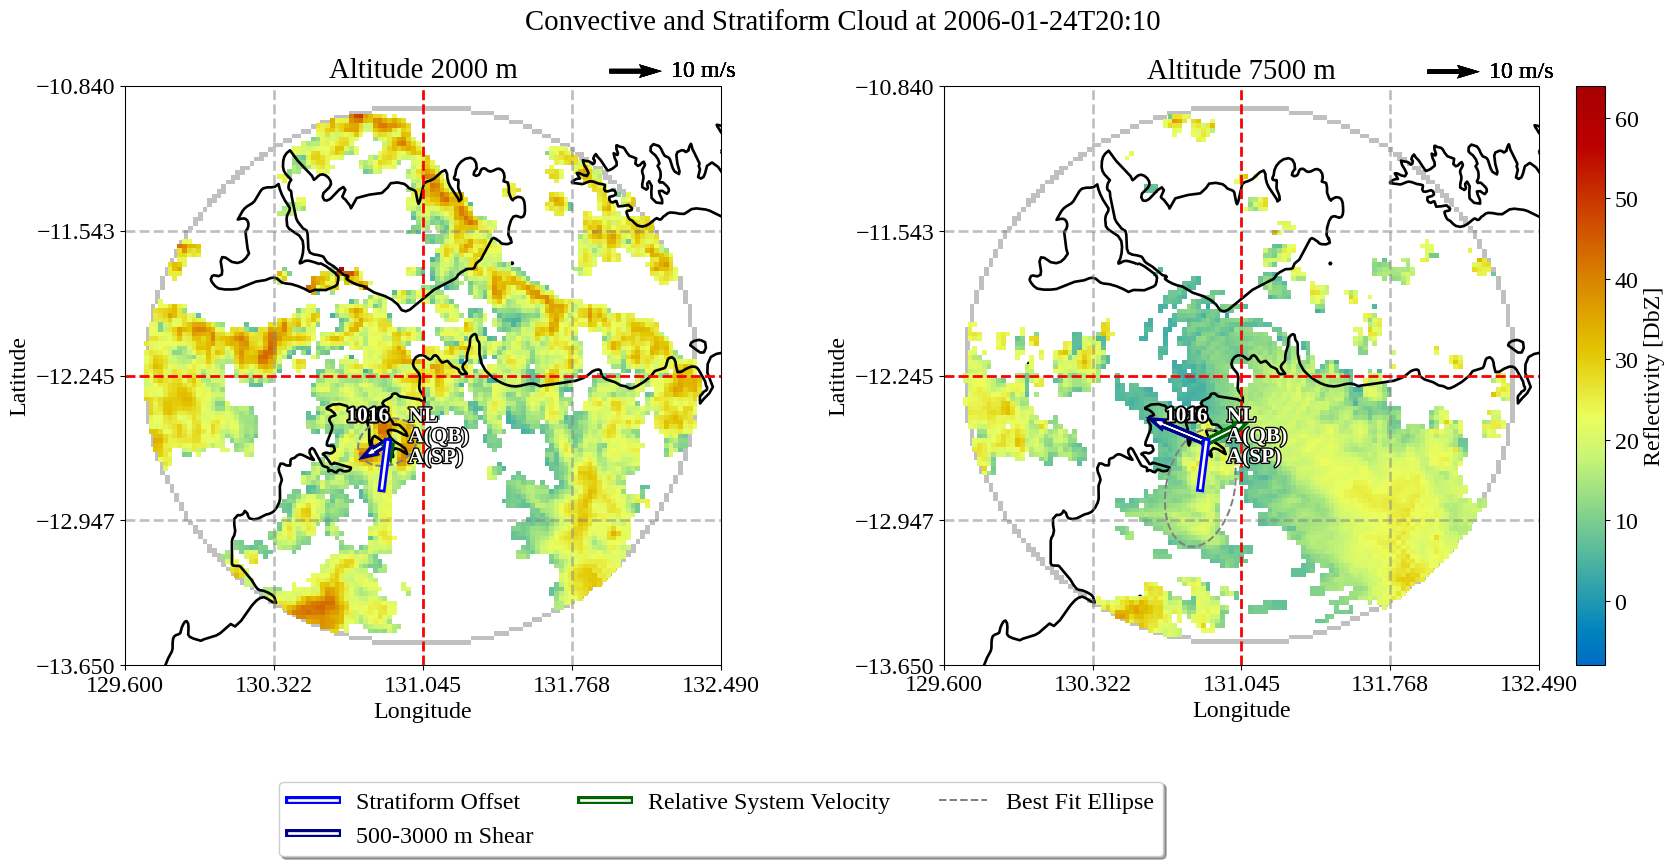 Convective and Stratiform Cloud at 2006-01-24T20:10
Altitude 2000 m
10 m/s
−10.840
−11.543
−12.245
−12.947
−13.650
Latitude
129.600
130.322
131.045
131.768
132.490
Longitude
1016
NL
A(QB)
A(SP)
Altitude 7500 m
10 m/s
−10.840
−11.543
−12.245
−12.947
−13.650
Latitude
129.600
130.322
131.045
131.768
132.490
Longitude
1016
NL
A(QB)
A(SP)
60
50
40
30
20
10
0
Reflectivity [DbZ]
Stratiform Offset
500-3000 m Shear
Relative System Velocity
Best Fit Ellipse